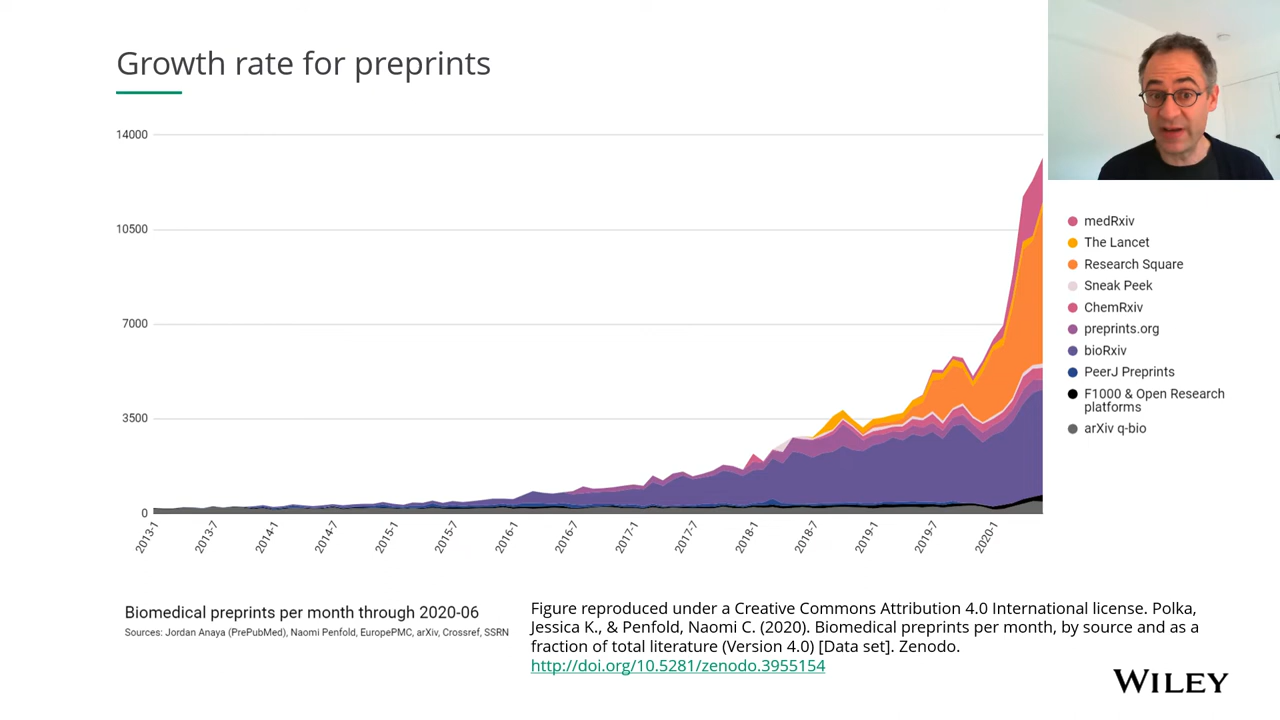 Growth rate for preprints
14000
10500
7000
3500
0
2013-1
2013-7
2014-1
2014-7
2015-1
2015-7
2016-1
2016-7
2017-1
2017-7
2018-1
2018-7
2019-1
2019-7
2020-1
medRxiv
The Lancet
Research Square
Sneak Peek
ChemRxiv
preprints.org
bioRxiv
PeerJ Preprints
F1000 & Open Research
platforms
arXiv q-bio
Biomedical preprints per month through 2020-06
Sources: Jordan Anaya (PrePubMed), Naomi Penfold, EuropePMC, arXiv, Crossref, SSRN
Figure reproduced under a Creative Commons Attribution 4.0 International license. Polka,
Jessica K., & Penfold, Naomi C. (2020). Biomedical preprints per month, by source and as a
fraction of total literature (Version 4.0) [Data set]. Zenodo.
http://doi.org/10.5281/zenodo.3955154
WILEY